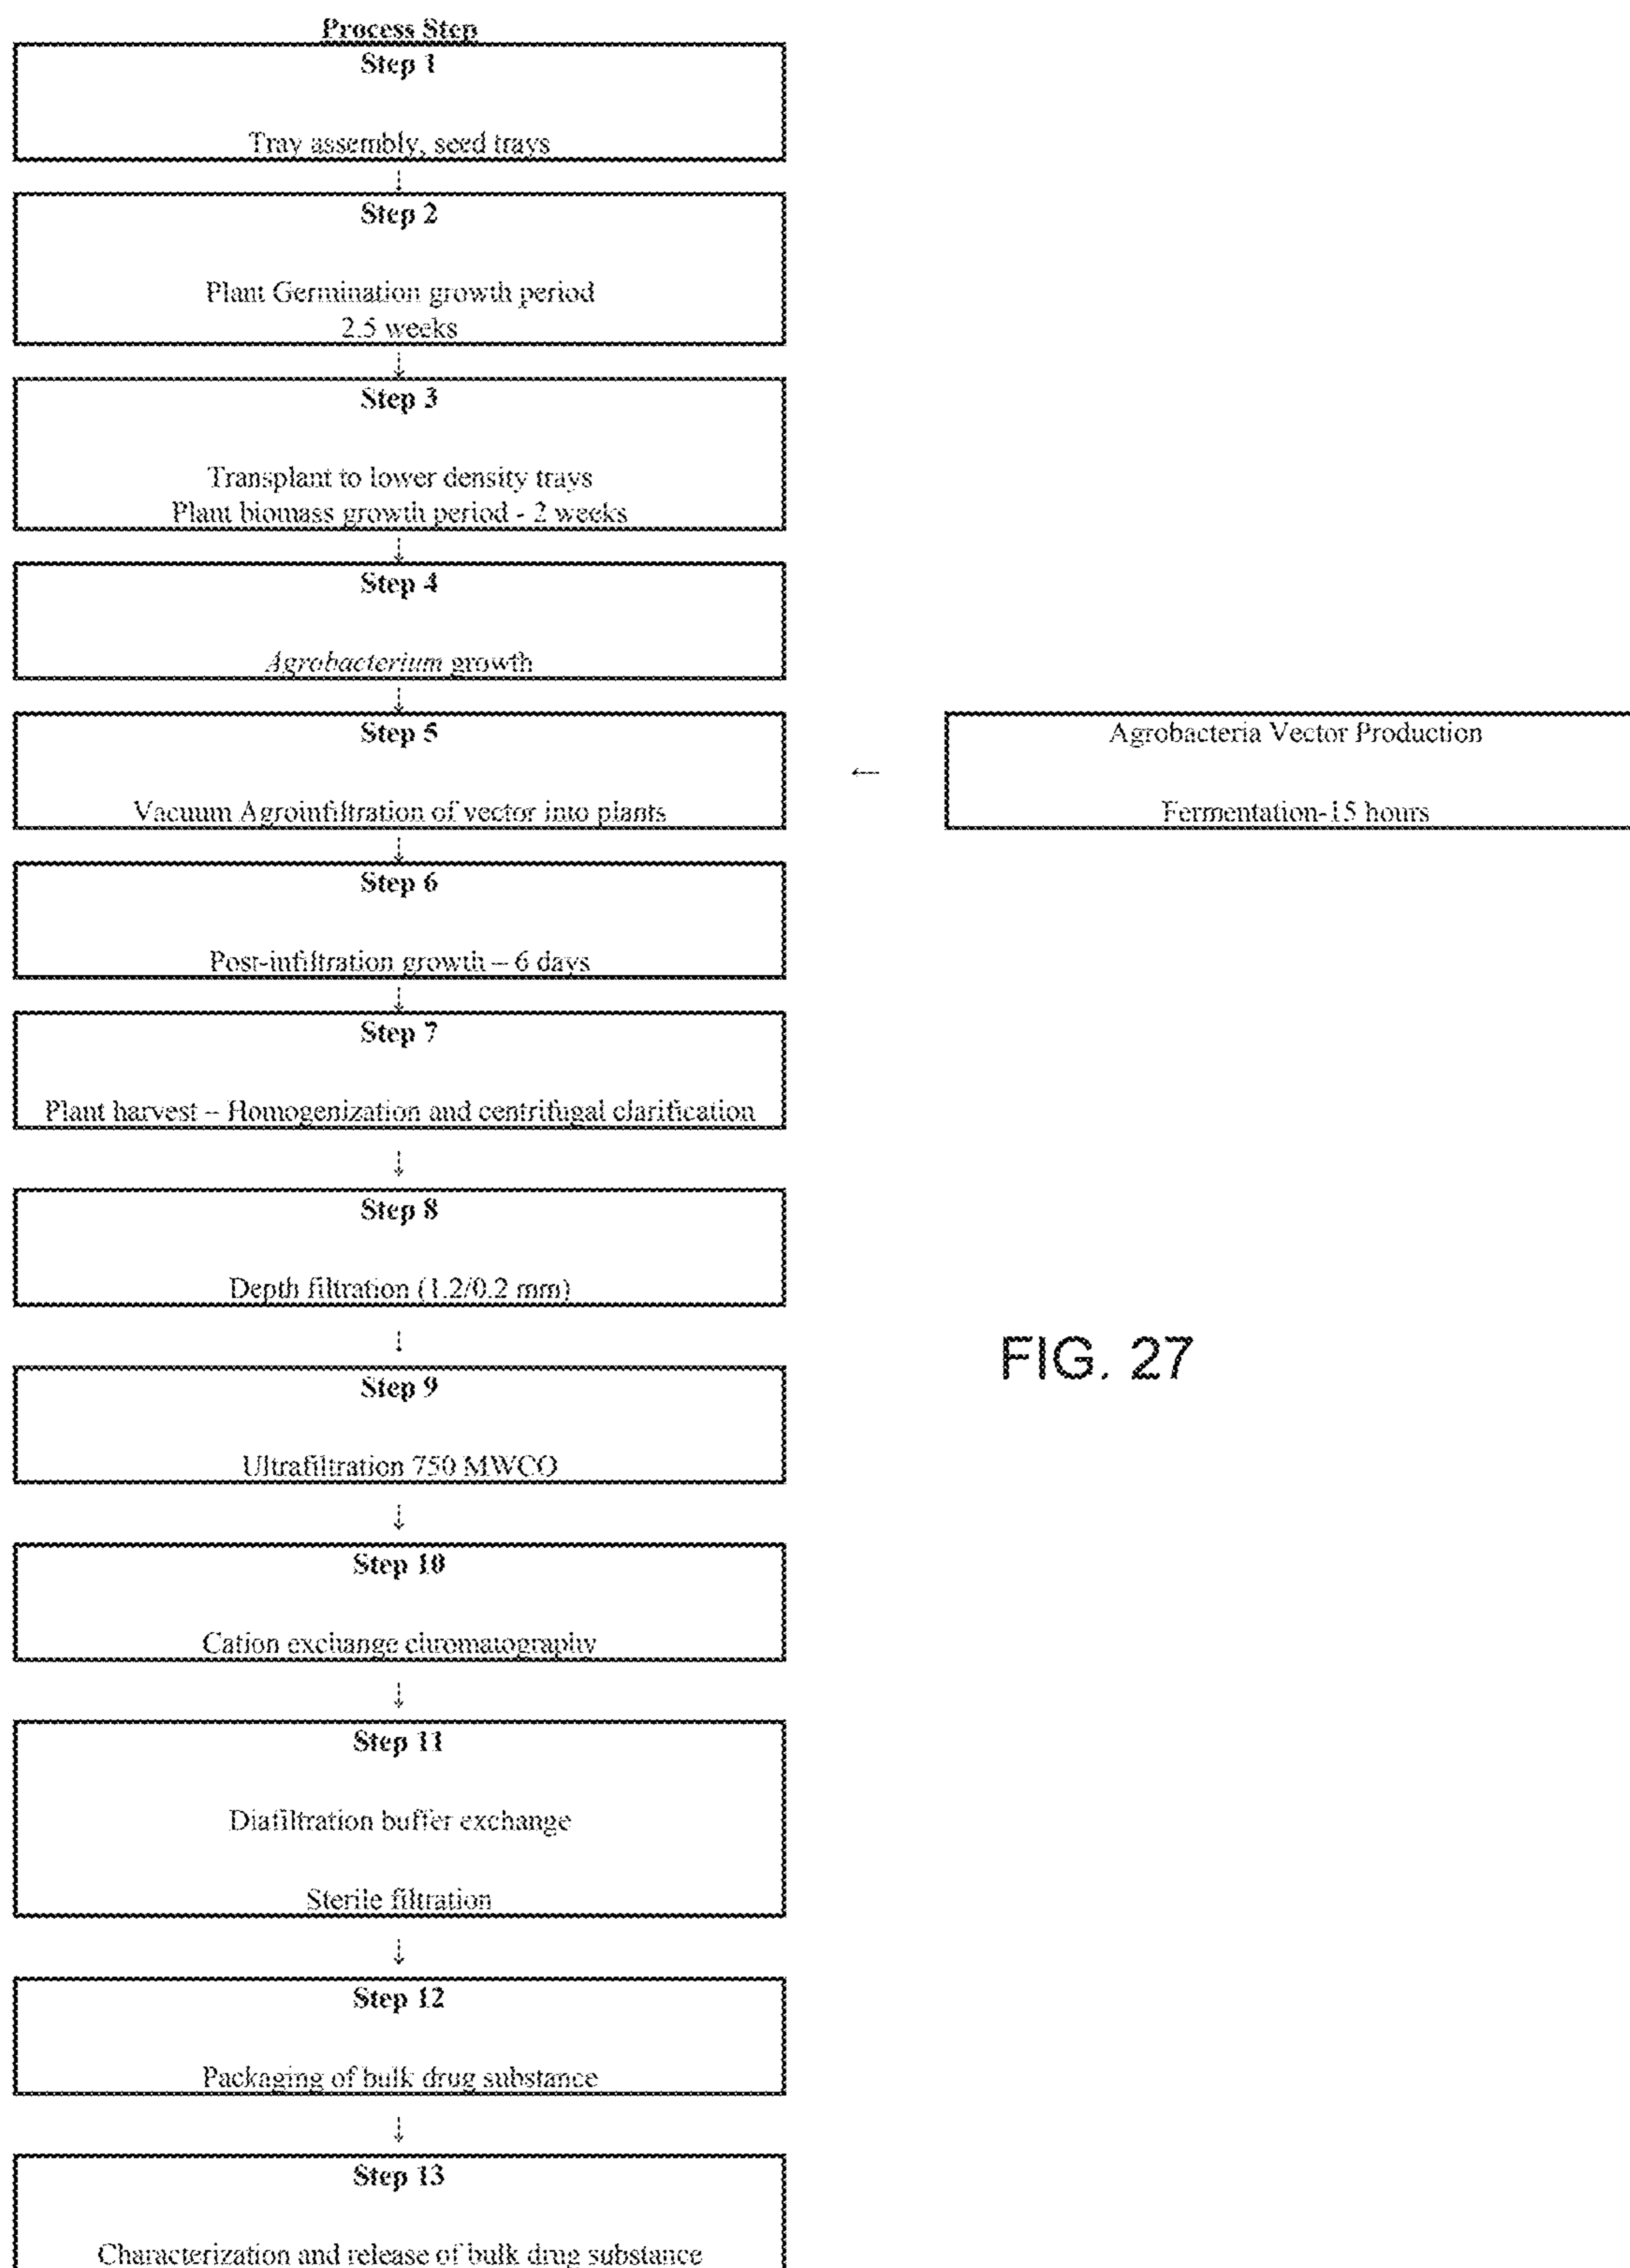 Process Step
Step 1
Tray assembly, seed trays
↓
Step 2
Plant Germination growth period
2.5 weeks
↓
Step 3
Transplant to lower density trays
Plant biomass growth period - 2 weeks
↓
Step 4
Agrobacterium growth
↓
Step 5
Vacuum Agroinfiltration of vector into plants
←
Agrobacteria Vector Production
Fermentation-15 hours
↓
Step 6
Post-infiltration growth – 6 days
↓
Step 7
Plant harvest – Homogenization and centrifugal clarification
↓
Step 8
Depth filtration (1.2/0.2 mm)
↓
Step 9
Ultrafiltration 750 MWCO
↓
Step 10
Cation exchange chromatography
↓
Step 11
Diafiltration buffer exchange
Sterile filtration
↓
Step 12
Packaging of bulk drug substance
↓
Step 13
Characterization and release of bulk drug substance
FIG. 27